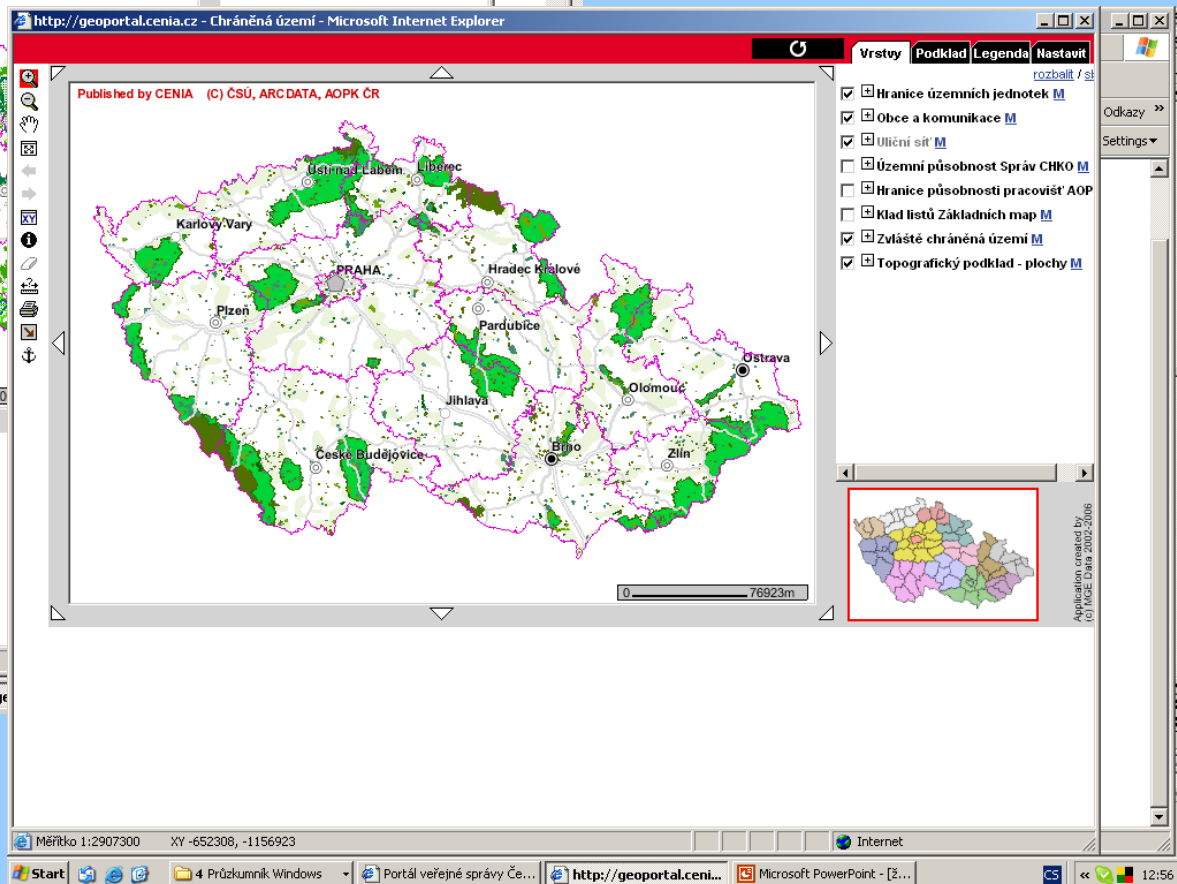 http://geoportal.cenia.cz - Chráněná území - Microsoft Internet Explorer
Vrstvy
Podklad
Legenda
Nastavit
rozbalit /
Published by CENIA (C) ČSÚ, ARCDATA, AOPK ČR
Hranice územních jednotek M
Obce a komunikace M
Uliční síť M
Územní působnost Správ CHKO M
Hranice působnosti pracovišť AOP
Klad listů Základních map M
Zvláště chráněná území M
Topografický podklad - plochy M
Odkazy »
Settings
XY
Ústí nad Labem
Liberec
Karlovy Vary
PRAHA
Hradec Králové
Plzeň
Pardubice
Ostrava
Olomouc
Jihlava
Brno
Zlín
České Budějovice
0 76923m
Application created by
(c) MGE Data 2002-2006
Měřítko 1:2907300 XY -652308, -1156923
Internet
Start
4 Průzkumník Windows
Portál veřejné správy Če...
http://geoportal.ceni...
Microsoft PowerPoint - [ž...
CS
«
12:56